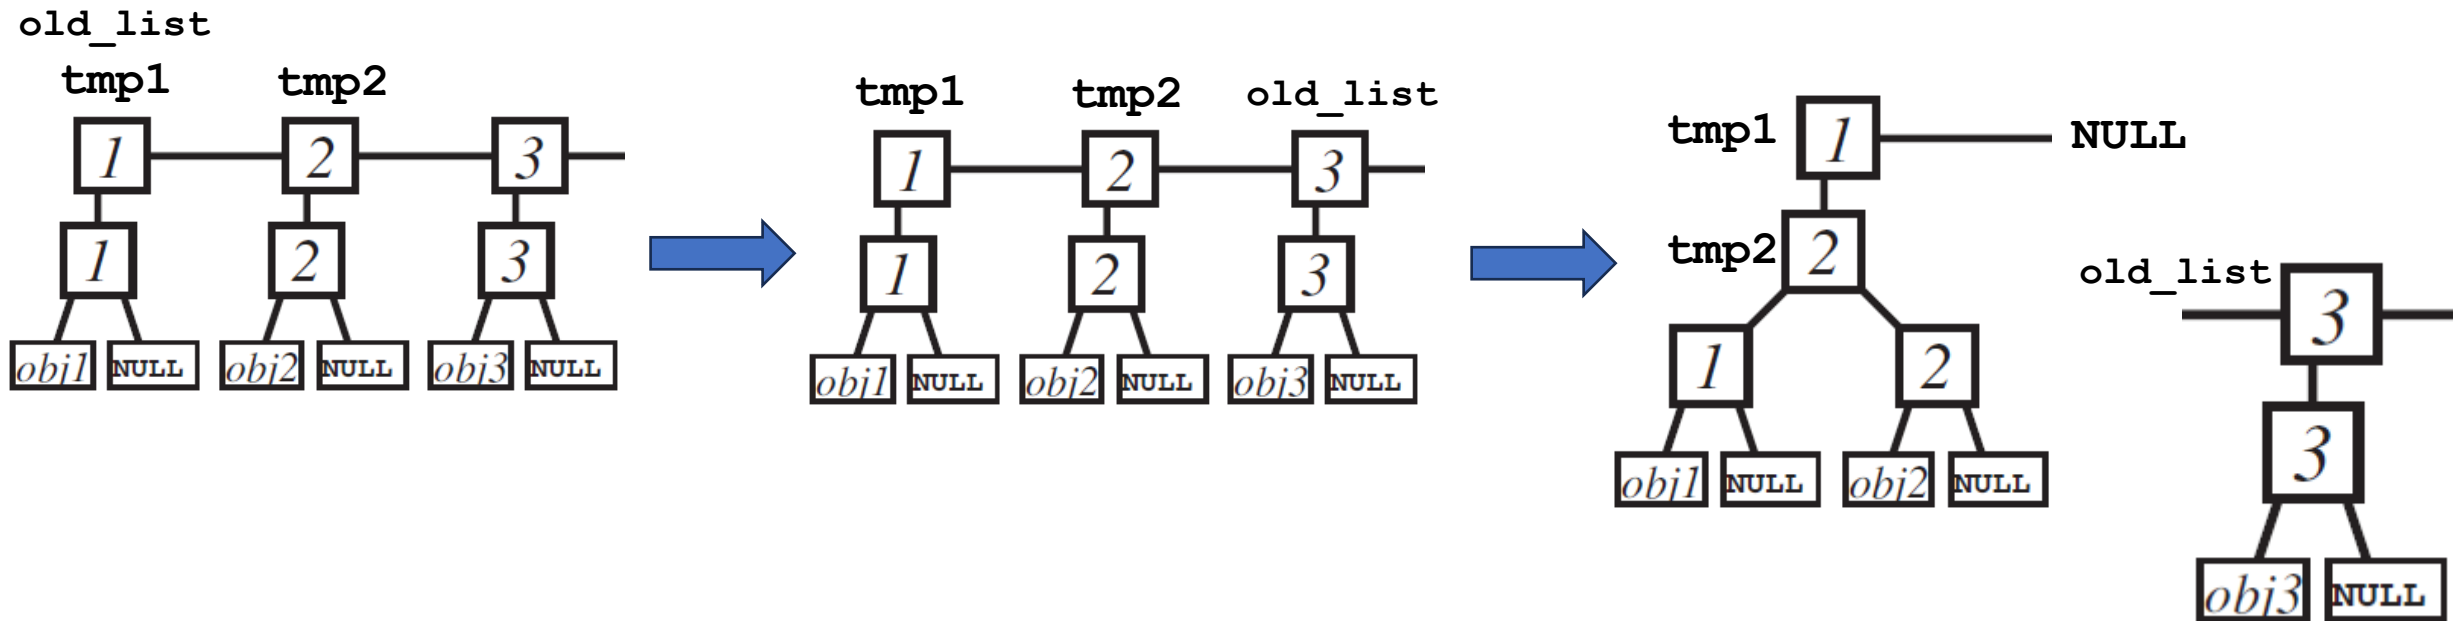 old_list
tmp1 tmp2
1 2 3
1 2 3
obj1 NULL obj2 NULL obj3 NULL
tmp1 tmp2 old_list
1 2 3
1 2 3
obj1 NULL obj2 NULL obj3 NULL
tmp1 1 NULL
tmp2 2
1 2
obj1 NULL obj2 NULL
old_list 3
3
obj3 NULL